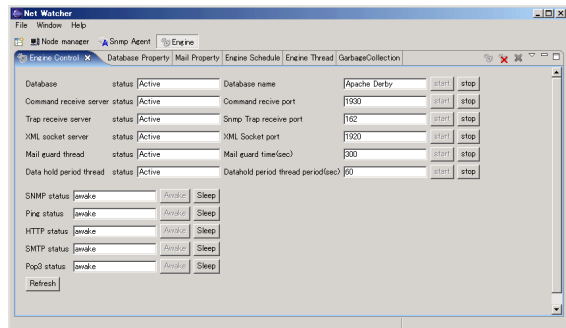 Net Watcher
File Window Help
Node manager Snmp Agent Engine
Engine Control Database Property Mail Property Engine Schedule Engine Thread GarbageCollection
Database status Active Database name Apache Derby start stop
Command receive server status Active Command recive port 1930 start stop
Trap receive server status Active Snmp Trap receive port 162 start stop
XML socket server status Active XML Socket port 1920 start stop
Mail guard thread status Active Mail guard time(sec) 300 start stop
Data hold period thread status Active Datahold period thread period(sec) 60 start stop
SNMP status awake Awake Sleep
Ping status awake Awake Sleep
HTTP status awake Awake Sleep
SMTP status awake Awake Sleep
Pop3 status awake Awake Sleep
Refresh